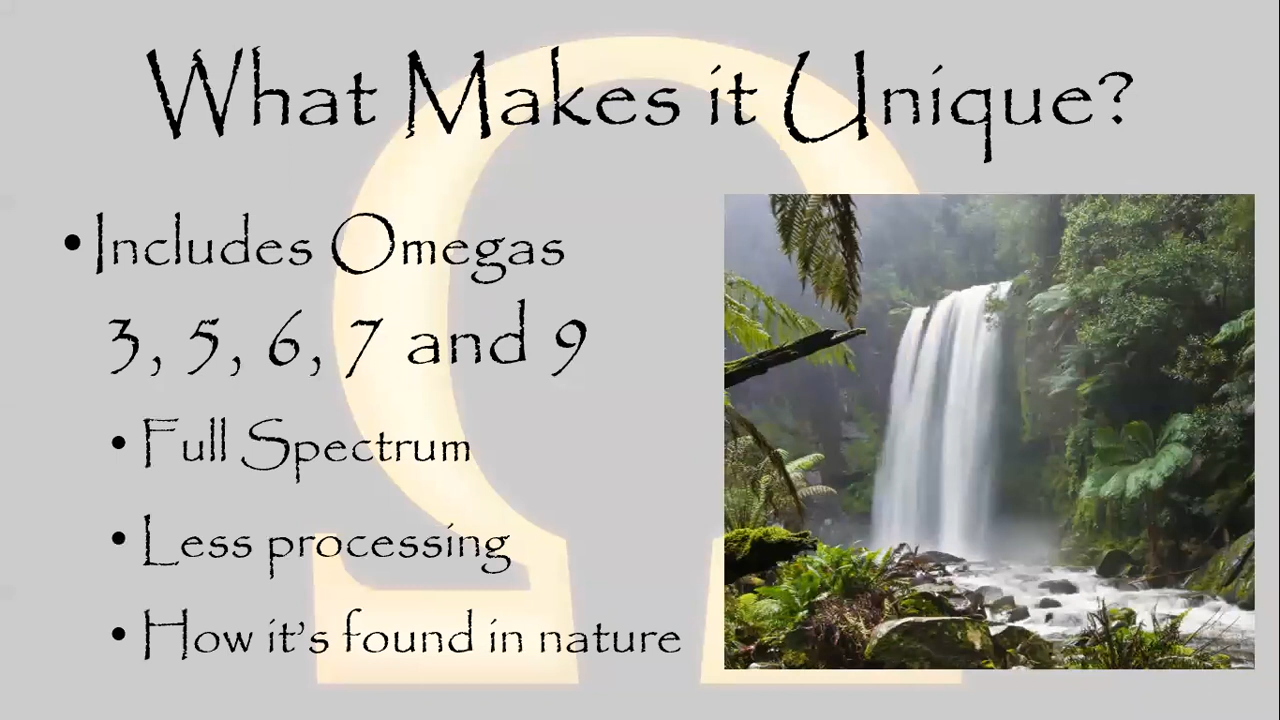 What Makes it Unique?
•Includes Omegas
3, 5, 6, 7 and 9
• Full Spectrum
• Less processing
• How it's found in nature